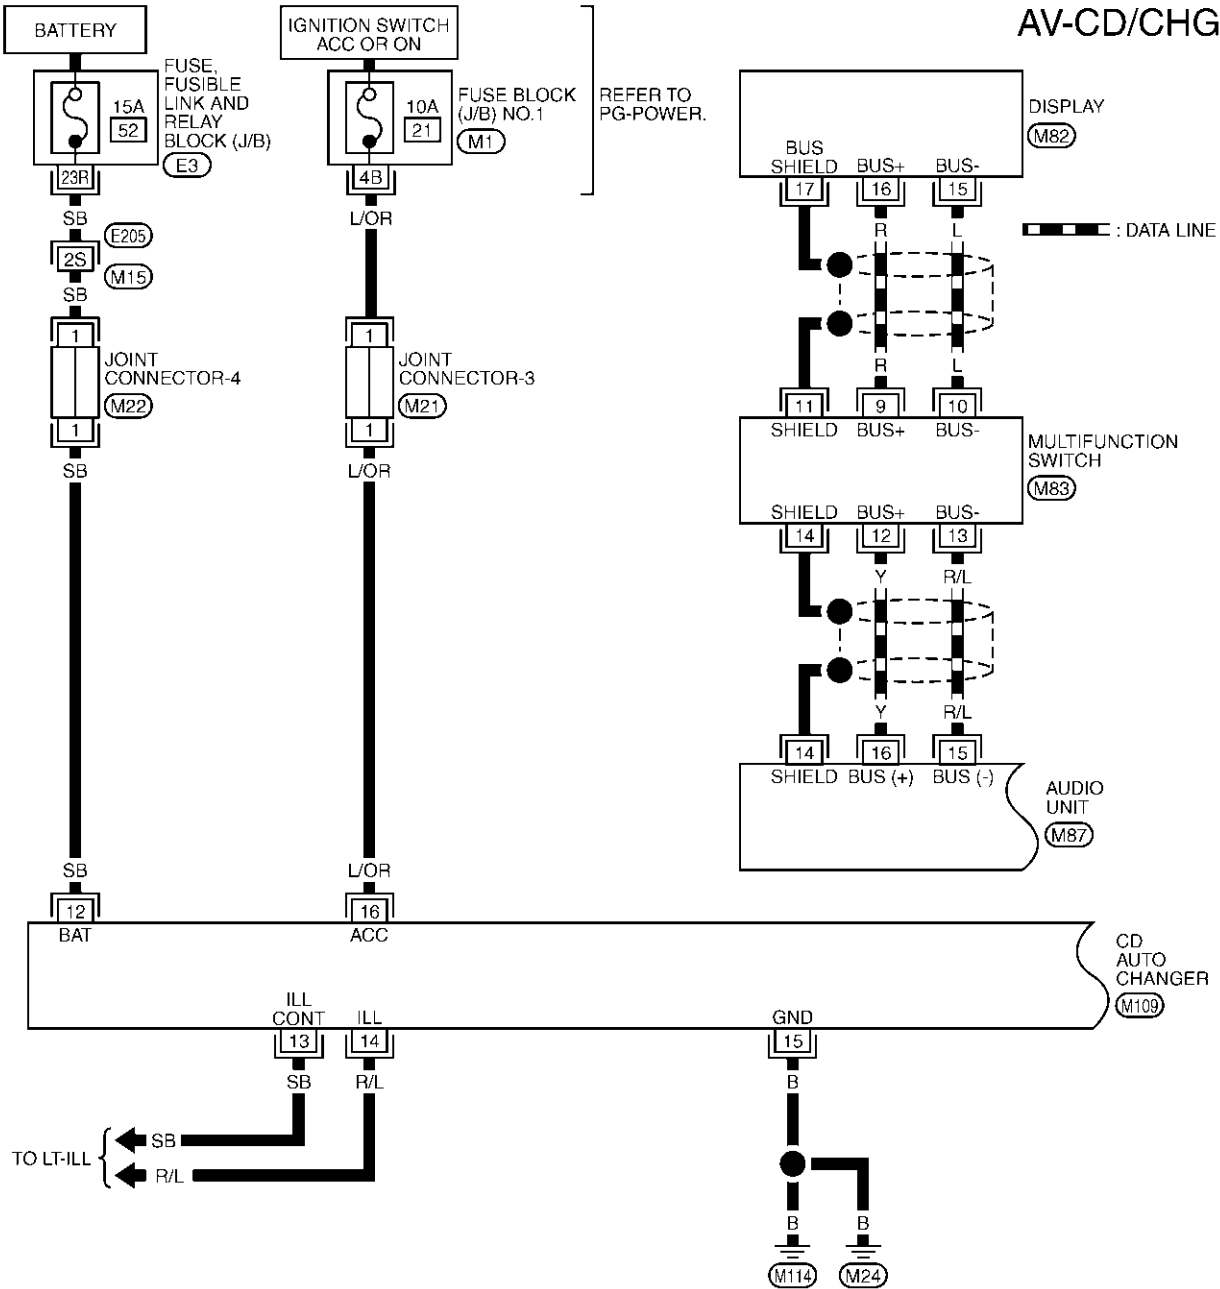 AV-CD/CHG
BATTERY
IGNITION SWITCH
ACC OR ON
FUSE,
FUSIBLE
LINK AND
RELAY
BLOCK (J/B)
E3
15A
52
10A
21
FUSE BLOCK
(J/B) NO.1
M1
REFER TO
PG-POWER.
23R
4B
SB
L/OR
E205
2S
M15
SB
1
1
JOINT
CONNECTOR-4
M22
JOINT
CONNECTOR-3
M21
1
1
SB
L/OR
DISPLAY
M82
BUS
SHIELD
BUS+
BUS-
17
16
15
R
L
: DATA LINE
R
L
11
9
10
SHIELD
BUS+
BUS-
MULTIFUNCTION
SWITCH
M83
SHIELD
BUS+
BUS-
14
12
13
Y
R/L
Y
R/L
14
16
15
SHIELD
BUS (+)
BUS (-)
AUDIO
UNIT
M87
SB
L/OR
12
16
BAT
ACC
CD
AUTO
CHANGER
M109
ILL
CONT
ILL
GND
13
14
15
SB
R/L
B
TO LT-ILL
SB
R/L
B
B
M114
M24